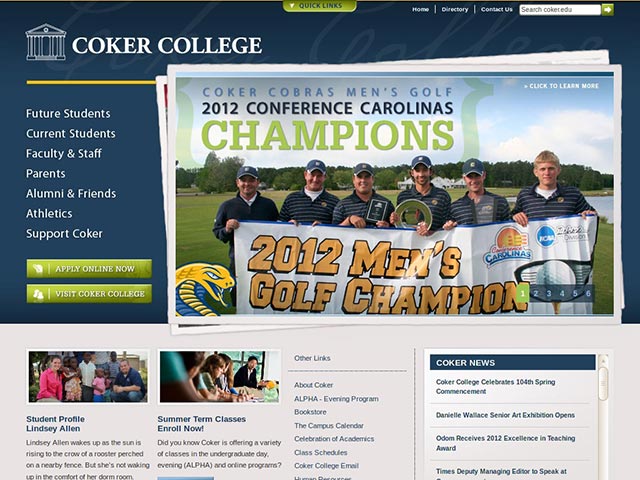 QUICK LINKS
Home
Directory
Contact Us
Search coker.edu
COKER COLLEGE
Future Students
Current Students
Faculty & Staff
Parents
Alumni & Friends
Athletics
Support Coker
APPLY ONLINE NOW
VISIT COKER COLLEGE
» CLICK TO LEARN MORE
COKER COBRAS MEN'S GOLF
2012 CONFERENCE CAROLINAS
CHAMPIONS
CAROLINAS
NCAA
2012 MEN'S
GOLF CHAMPION
1 2 3 4 5 6
Student Profile
Lindsey Allen
Lindsey Allen wakes up as the sun is
rising to the crow of a rooster perched
on a nearby fence. But she's not waking
up in the comfort of her dorm room.
Summer Term Classes
Enroll Now!
Did you know Coker is offering a variety
of classes in the undergraduate day,
evening (ALPHA) and online programs?
Other Links
About Coker
ALPHA - Evening Program
Bookstore
The Campus Calendar
Celebration of Academics
Class Schedules
Coker College Email
Human Resources
COKER NEWS
Coker College Celebrates 104th Spring
Commencement
Danielle Wallace Senior Art Exhibition Opens
Odom Receives 2012 Excellence in Teaching
Award
Times Deputy Managing Editor to Speak at